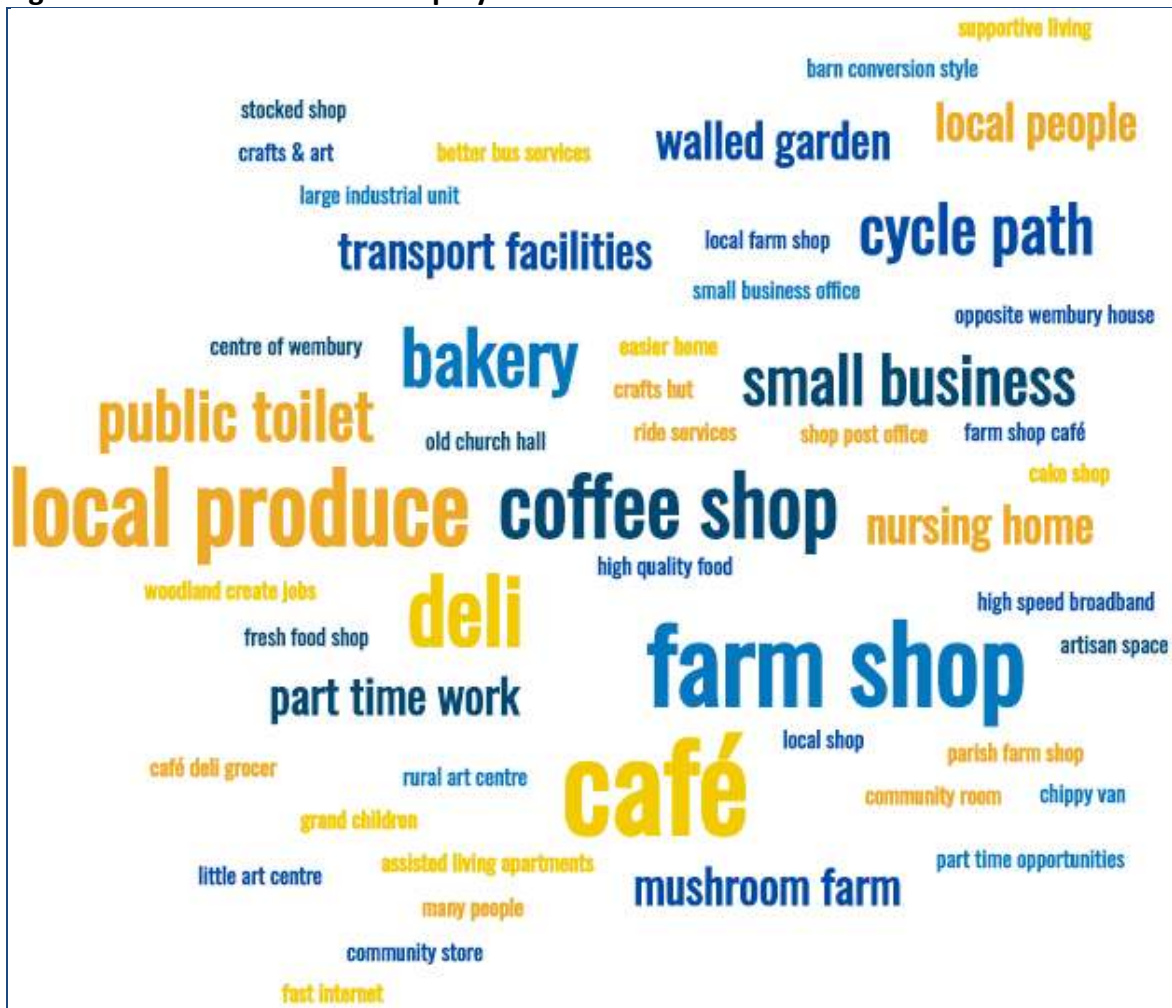 supportive living
barn conversion style
stocked shop
local people
walled garden
crafts & art
better bus services
large industrial unit
cycle path
transport facilities
local farm shop
small business office
opposite wembury house
centre of wembury
bakery
easier home
small business
crafts hut
public toilet
old church hall
ride services
shop post office
farm shop café
cake shop
local produce
coffee shop
nursing home
high quality food
woodland create jobs
deli
high speed broadband
fresh food shop
farm shop
artisan space
part time work
local shop
parish farm shop
café deli grocer
rural art centre
café
community room
chippy van
grand children
assisted living apartments
part time opportunities
little art centre
mushroom farm
many people
community store
fast internet